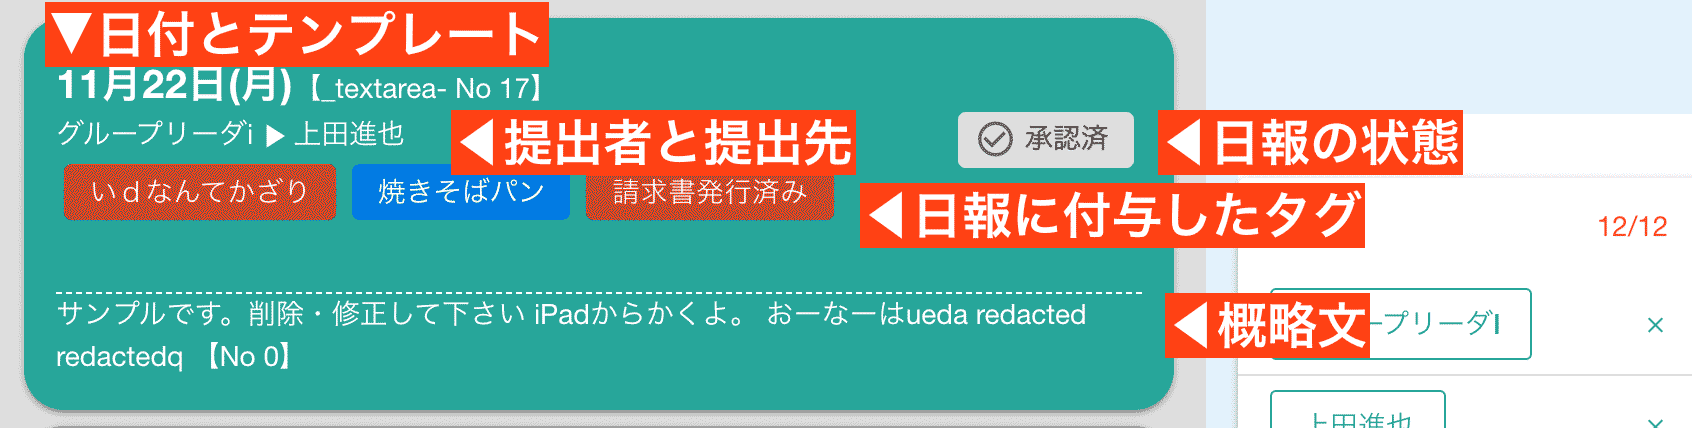 ▼日付とテンプレート
11月22日(月)【_textarea- No 17】
グループリーダi ▶ 上田進也
◀提出者と提出先
承認済
◀日報の状態
いｄなんてかざり
焼きそばパン
請求書発行済み
◀日報に付与したタグ
12/12
サンプルです。削除・修正して下さい iPadからかくよ。 おーなーはueda redacted
redactedq 【No 0】
◀概略文
ープリーダI
×
上田進也
×